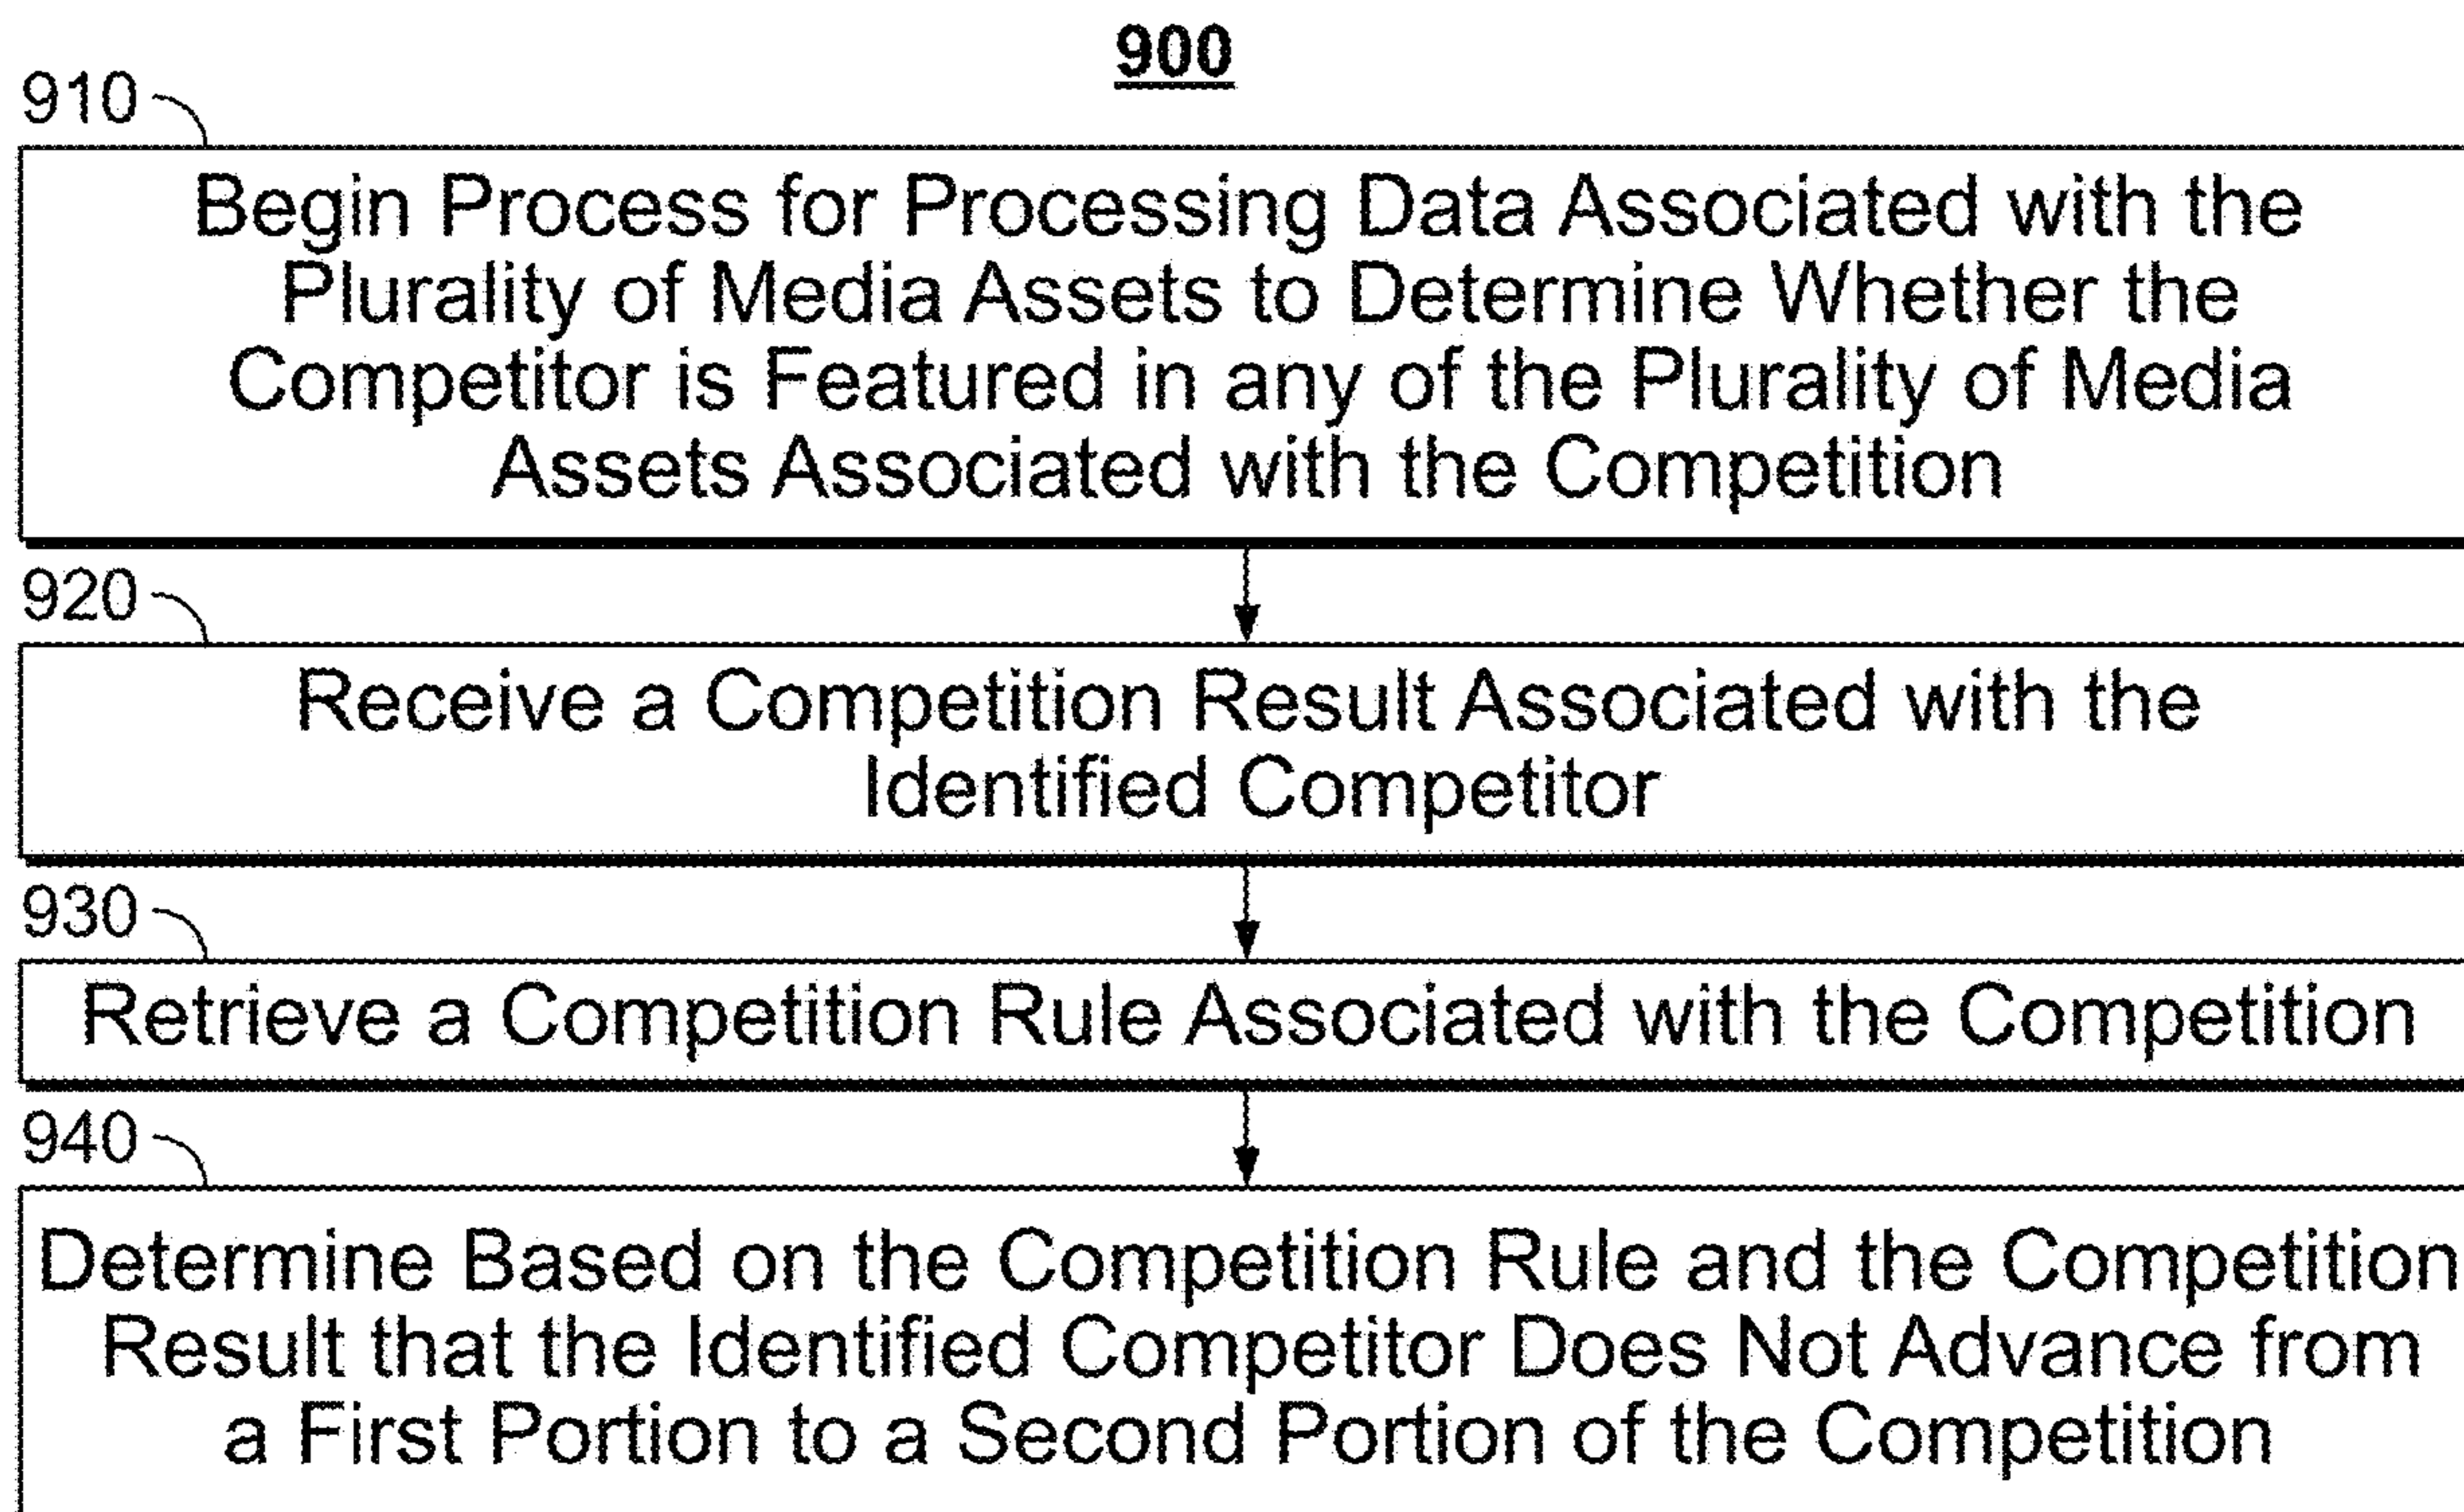 900
910
Begin Process for Processing Data Associated with the
Plurality of Media Assets to Determine Whether the
Competitor is Featured in any of the Plurality of Media
Assets Associated with the Competition
920
Receive a Competition Result Associated with the
Identified Competitor
930
Retrieve a Competition Rule Associated with the Competition
940
Determine Based on the Competition Rule and the Competition
Result that the Identified Competitor Does Not Advance from
a First Portion to a Second Portion of the Competition